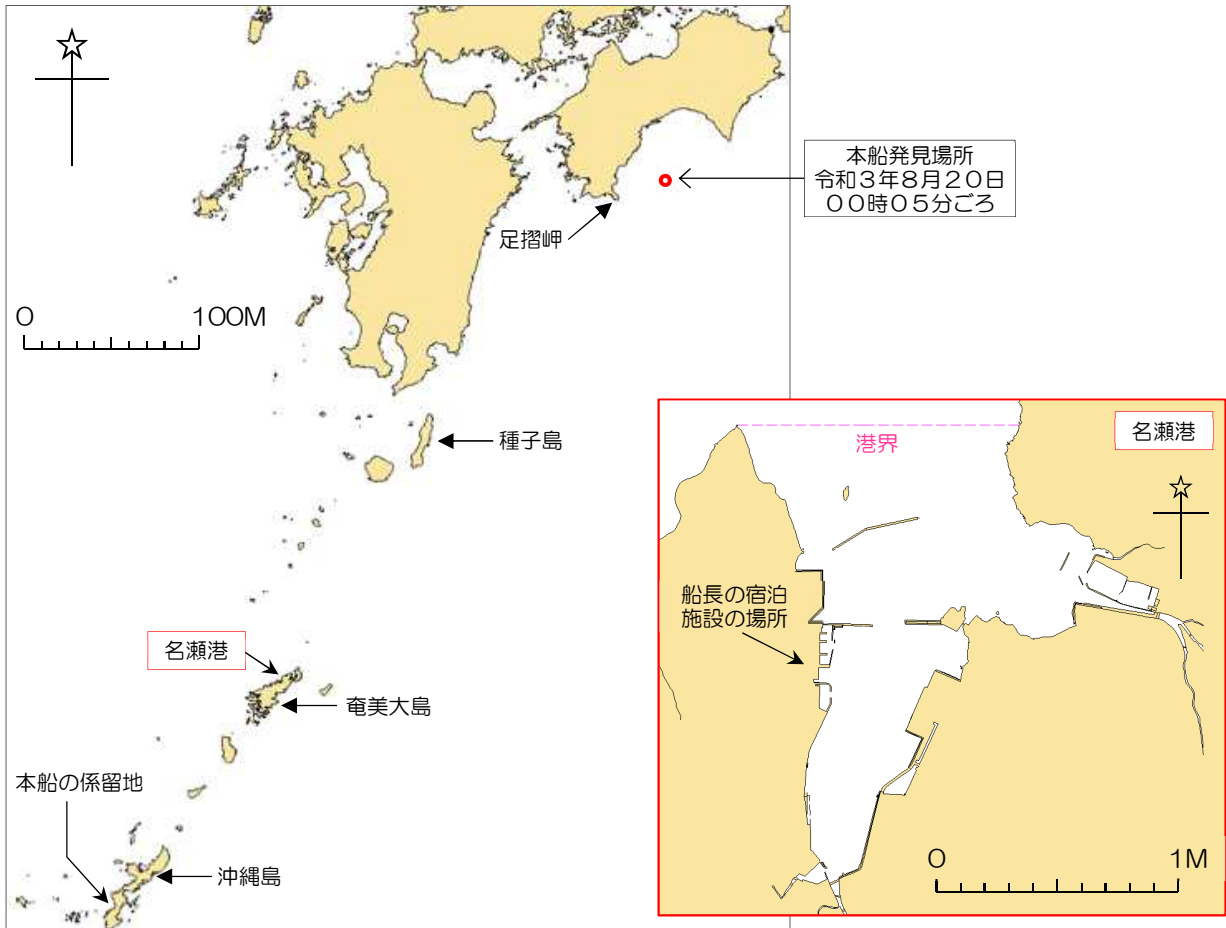 本船発見場所
令和３年８月２０日
００時０５分ごろ
足摺岬
0 100M
種子島
名瀬港
奄美大島
本船の係留地
沖縄島
港界
名瀬港
船長の宿泊
施設の場所
0 1M